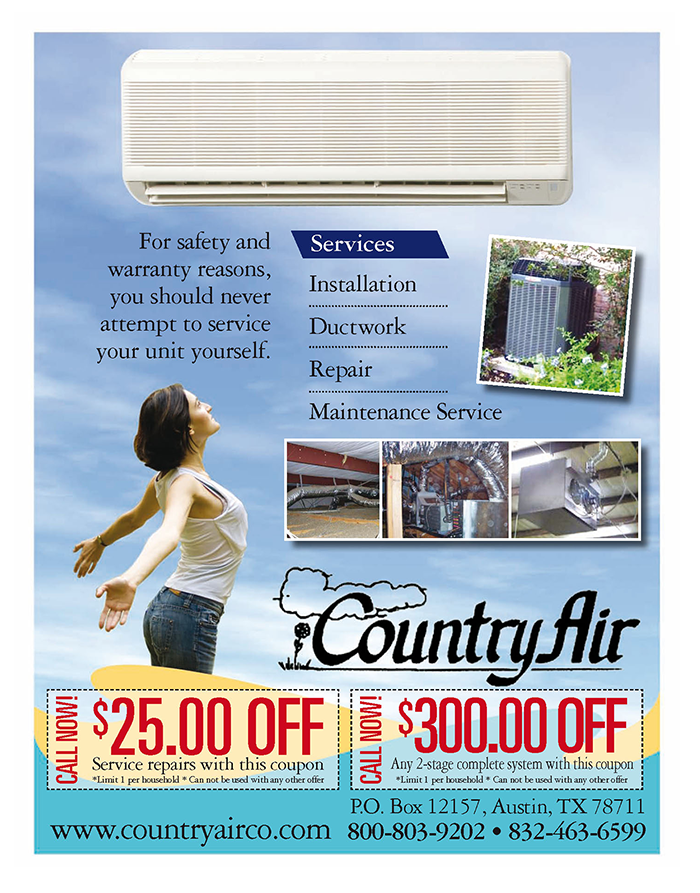 For safety and
warranty reasons,
you should never
attempt to service
your unit yourself.
Services
Installation
Ductwork
Repair
Maintenance Service
Country Air
CALL NOW!
$25.00 OFF
Service repairs with this coupon
*Limit 1 per household * Can not be used with any other offer
CALL NOW!
$300.00 OFF
Any 2-stage complete system with this coupon
*Limit 1 per household * Can not be used with any other offer
P.O. Box 12157, Austin, TX 78711
www.countryairco.com 800-803-9202 • 832-463-6599